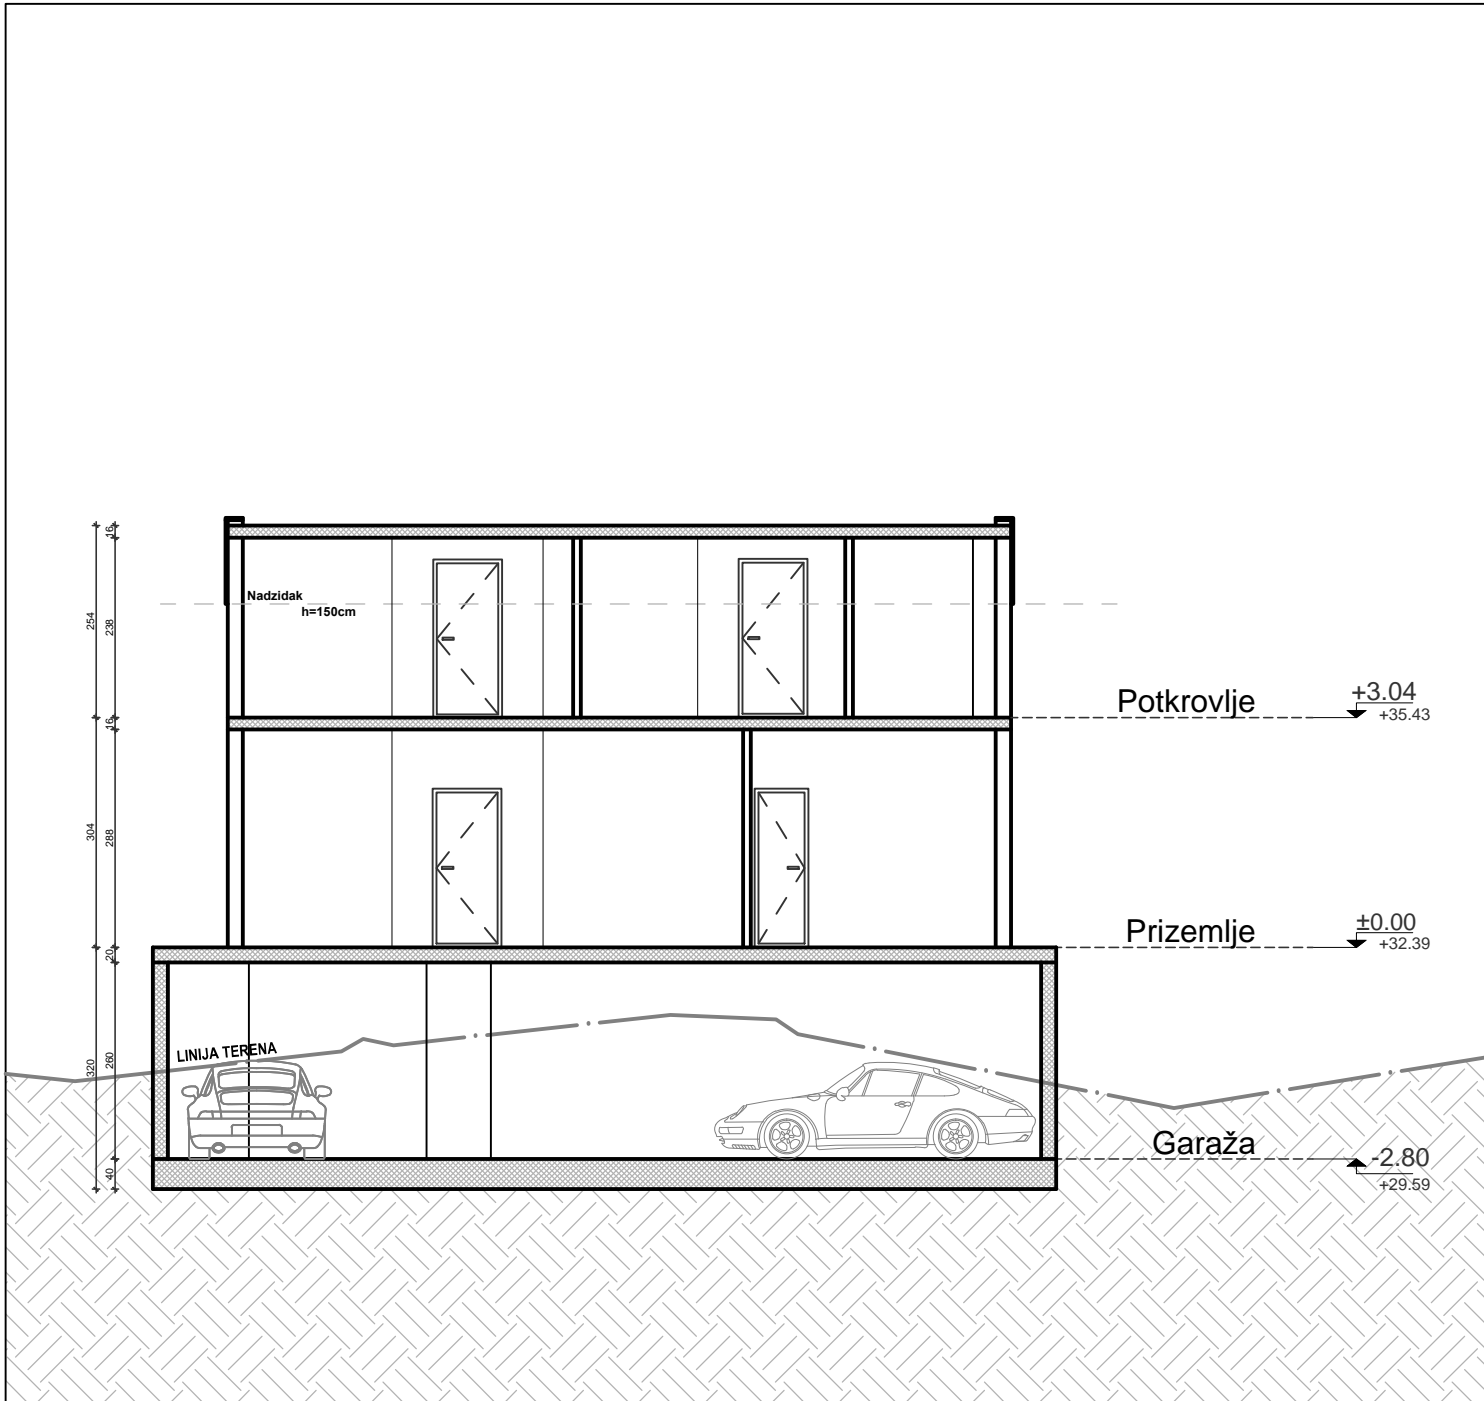 16
Nadzidak
h=150cm
254
238
Potkrovlje
+3.04
+35.43
16
304
288
Prizemlje
±0.00
+32.39
20
LINIJA TERENA
320
260
Garaža
-2.80
+29.59
40